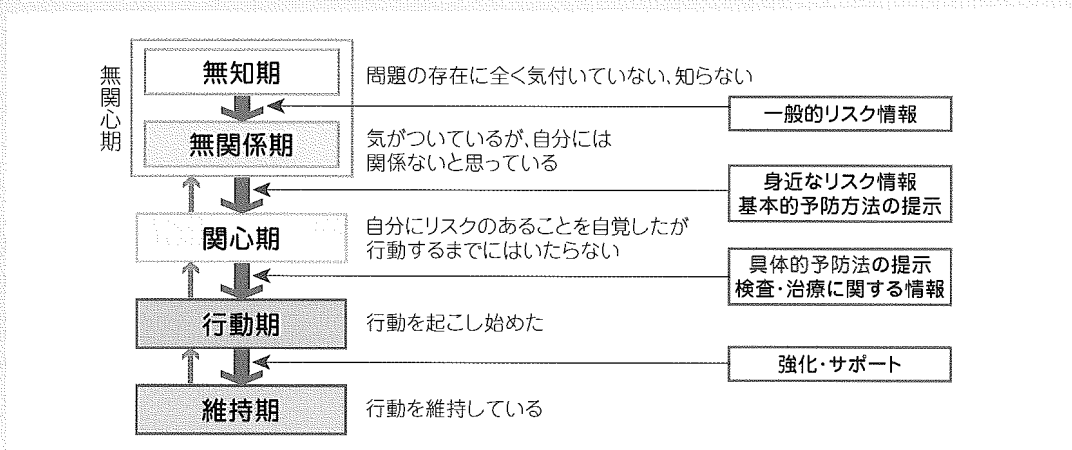 無関心期
無知期
問題の存在に全く気付いていない、知らない
一般的リスク情報
無関係期
気がついているが、自分には
関係ないと思っている
身近なリスク情報
基本的予防方法の提示
関心期
自分にリスクのあることを自覚したが
行動するまでにはいたらない
具体的予防法の提示
検査・治療に関する情報
行動期
行動を起こし始めた
強化・サポート
維持期
行動を維持している